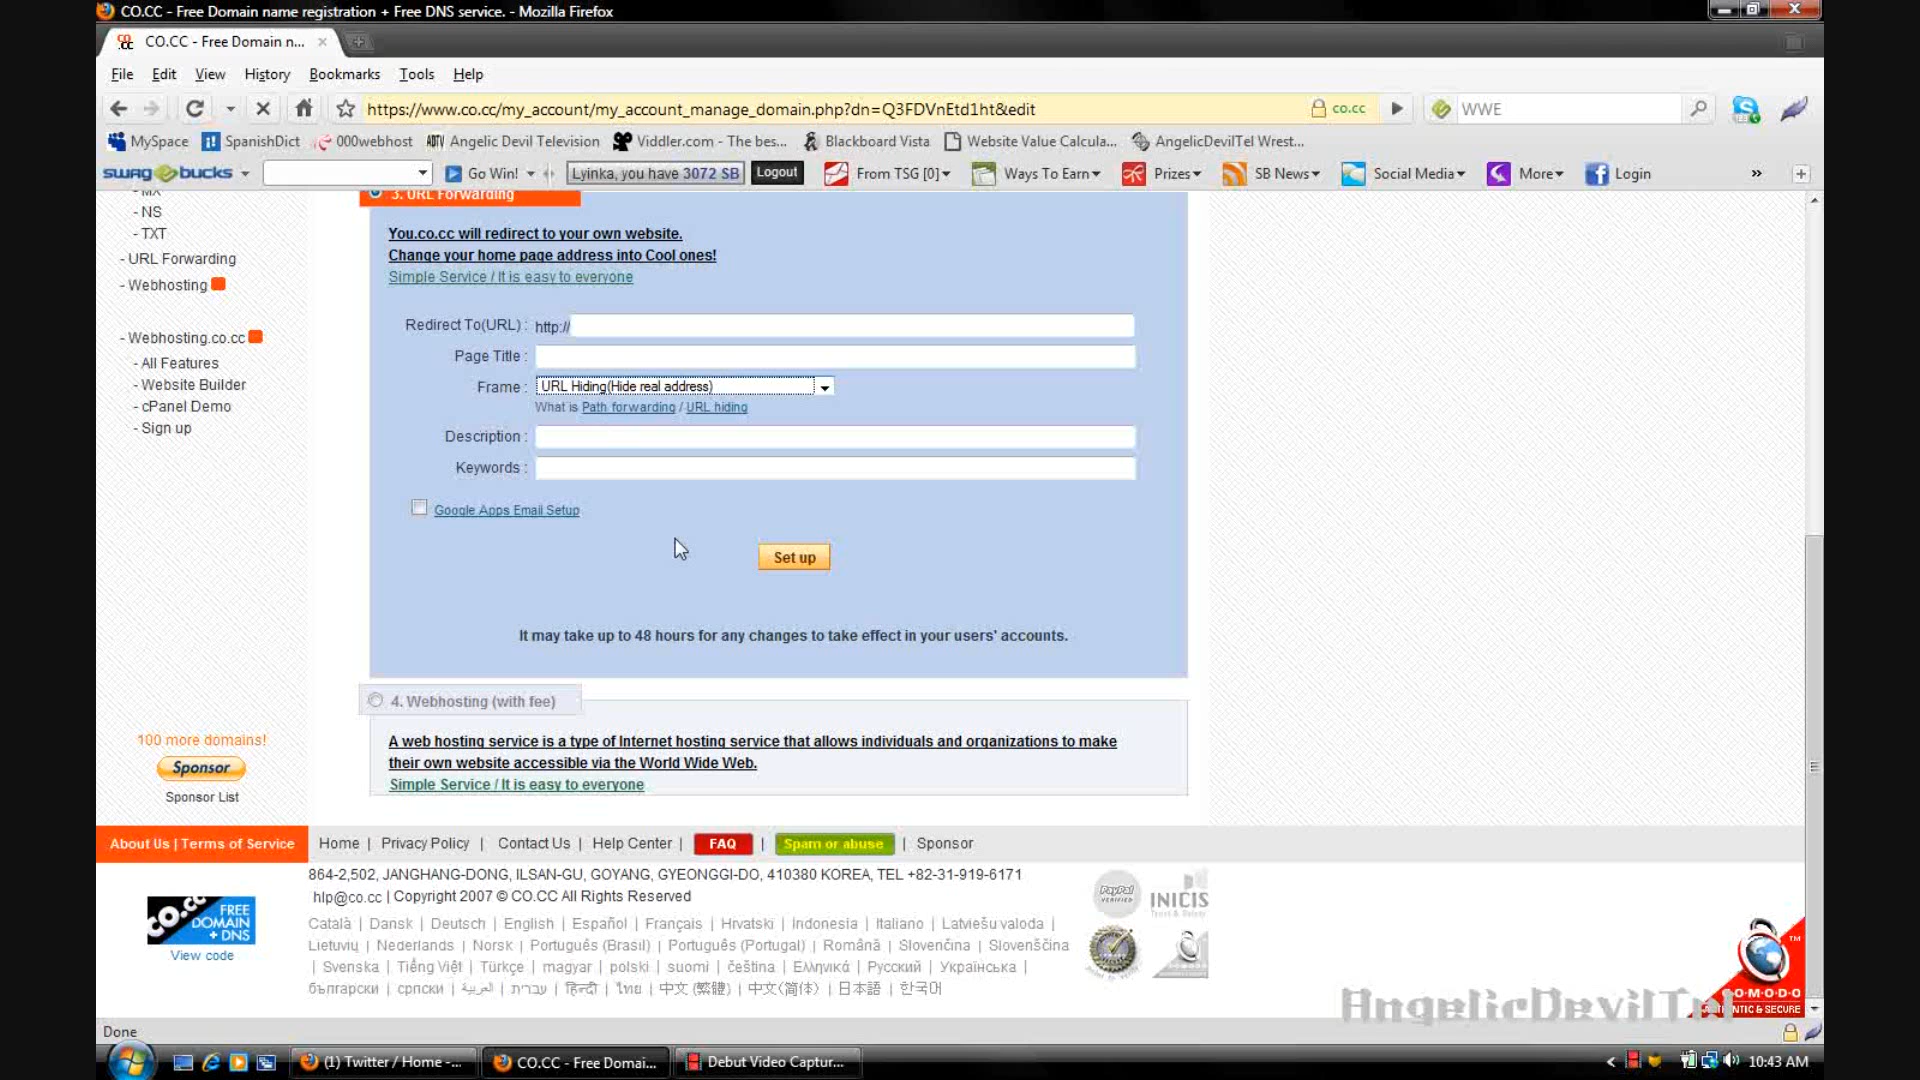 CO.CC - Free Domain name registration + Free DNS service. - Mozilla Firefox
CO.CC - Free Domain n...
File Edit View History Bookmarks Tools Help
https://www.co.cc/my_account/my_account_manage_domain.php?dn=Q3FDVnEtd1ht&edit co.cc WWE
MySpace SpanishDict 000webhost Angelic Devil Television Viddler.com - The bes... Blackboard Vista Website Value Calcula... AngelicDevilTel Wrest...
swagbucks Go Win! Lyinka, you have 3072 SB Logout From TSG [0] Ways To Earn Prizes SB News Social Media More Login »
- MX
- NS
- TXT
- URL Forwarding
- Webhosting
- Webhosting.co.cc
- All Features
- Website Builder
- cPanel Demo
- Sign up
100 more domains!
Sponsor
Sponsor List
3. URL Forwarding
You.co.cc will redirect to your own website.
Change your home page address into Cool ones!
Simple Service / It is easy to everyone
Redirect To(URL) : http://
Page Title :
Frame : URL Hiding(Hide real address)
What is Path forwarding / URL hiding
Description :
Keywords :
Google Apps Email Setup
Set up
It may take up to 48 hours for any changes to take effect in your users' accounts.
4. Webhosting (with fee)
A web hosting service is a type of Internet hosting service that allows individuals and organizations to make
their own website accessible via the World Wide Web.
Simple Service / It is easy to everyone
About Us | Terms of Service Home | Privacy Policy | Contact Us | Help Center | FAQ | Spam or abuse | Sponsor
864-2,502, JANGHANG-DONG, ILSAN-GU, GOYANG, GYEONGGI-DO, 410380 KOREA, TEL +82-31-919-6171
hlp@co.cc | Copyright 2007 © CO.CC All Rights Reserved
Català | Dansk | Deutsch | English | Español | Français | Hrvatski | Indonesia | Italiano | Latviešu valoda |
Lietuvių | Nederlands | Norsk | Português (Brasil) | Português (Portugal) | Română | Slovenčina | Slovenščina
| Svenska | Tiếng Việt | Türkçe | magyar | polski | suomi | čeština | Ελληνικά | Русский | Українська |
български | српски | العربية | עברית | हिन्दी | ไทย | 中文 (繁體) | 中文(简体) | 日本語 | 한국어
CO.CC FREE DOMAIN + DNS
View code
PayPal VERIFIED
INICIS
AngelicDevilTel
Done
(1) Twitter / Home -... CO.CC - Free Domai... Debut Video Captur... < 10:43 AM